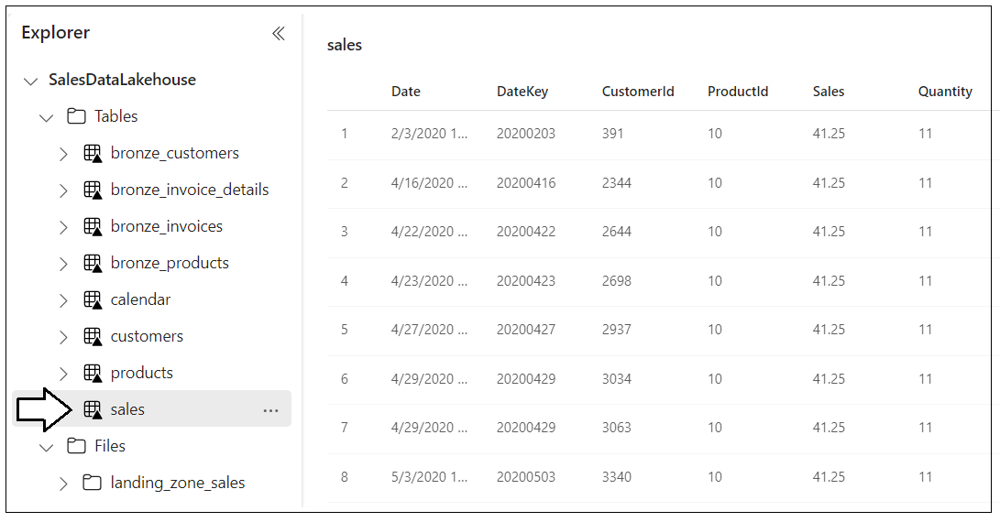 Explorer
SalesDataLakehouse
Tables
bronze_customers
bronze_invoice_details
bronze_invoices
bronze_products
calendar
customers
products
sales
Files
landing_zone_sales
sales
Date DateKey CustomerId ProductId Sales Quantity
1 2/3/2020 1... 20200203 391 10 41.25 11
2 4/16/2020 ... 20200416 2344 10 41.25 11
3 4/22/2020 ... 20200422 2644 10 41.25 11
4 4/23/2020 ... 20200423 2698 10 41.25 11
5 4/27/2020 ... 20200427 2937 10 41.25 11
6 4/29/2020 ... 20200429 3034 10 41.25 11
7 4/29/2020 ... 20200429 3063 10 41.25 11
8 5/3/2020 1... 20200503 3340 10 41.25 11